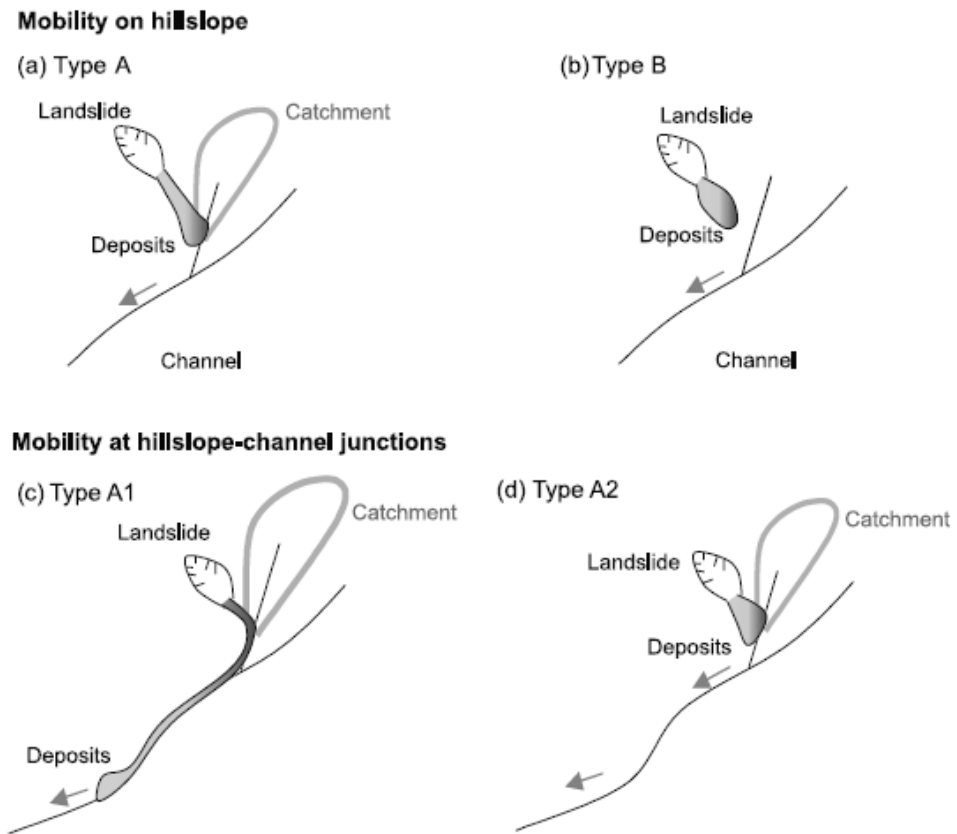 Mobility on hillslope
(a) Type A
(b) Type B
Landslide
Catchment
Deposits
Channel
Landslide
Deposits
Channel
Mobility at hillslope-channel junctions
(c) Type A1
(d) Type A2
Landslide
Catchment
Deposits
Landslide
Catchment
Deposits